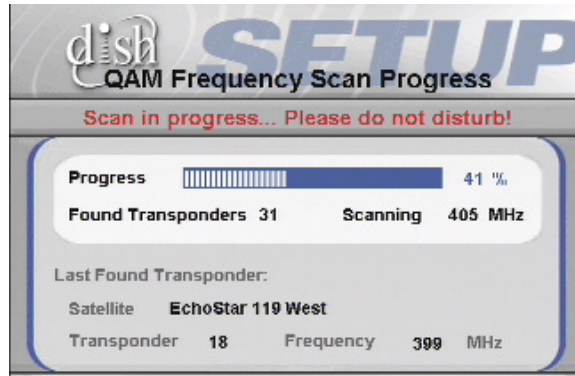 dish SETUP
QAM Frequency Scan Progress
Scan in progress... Please do not disturb!
Progress 41 %
Found Transponders 31 Scanning 405 MHz
Last Found Transponder:
Satellite EchoStar 119 West
Transponder 18 Frequency 399 MHz